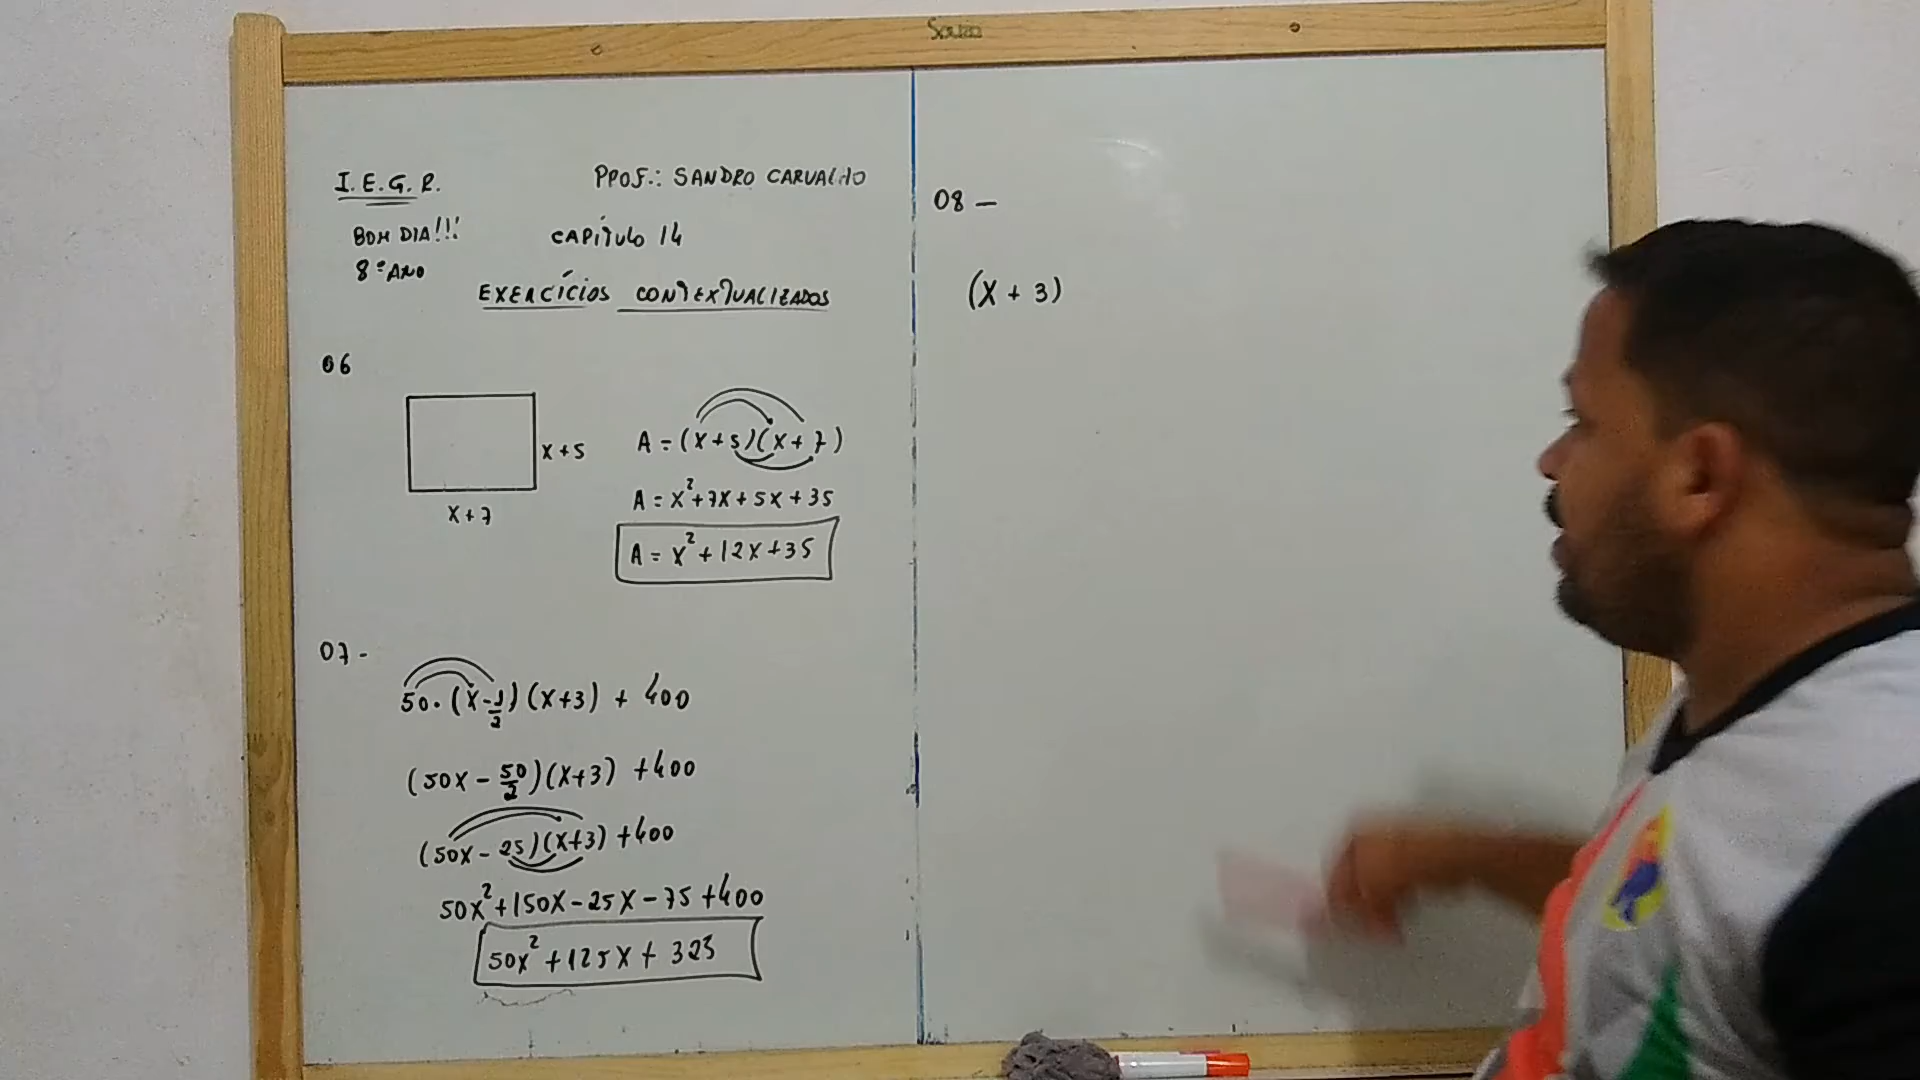 Souza
I.E.G.R.
PROF.: SANDRO CARVALHO
BOM DIA!!!
CAPÍTULO 14
8º ANO
EXERCÍCIOS CONTEXTUALIZADOS
06
x+5
x+7
A = (x+5)(x+7)
A = x²+7x+5x+35
A = x²+12x+35
07-
50.(x-1/2)(x+3) + 400
(50x - 50/2)(x+3) +400
(50x - 25)(x+3) +400
50x²+150x-25x-75+400
50x²+125x+325
08 —
(x + 3)